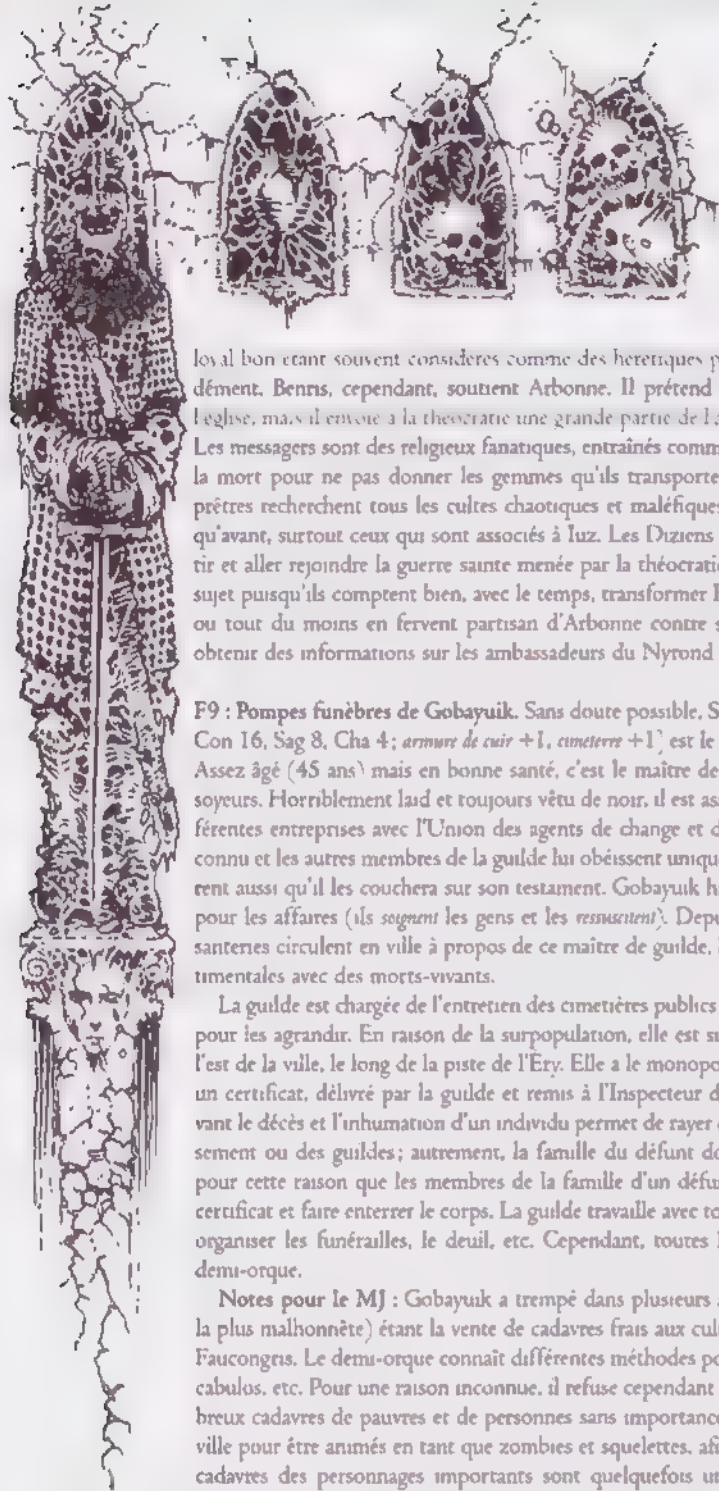 loyal bon étant souvent considérés comme des hérétiques p
dément. Benris, cependant, soutient Arbonne. Il prétend
l'église, mais il envoie à la théocratie une grande partie de l'a
Les messagers sont des religieux fanatiques, entraînés comm
la mort pour ne pas donner les gemmes qu'ils transporte
prêtres recherchent tous les cultes chaotiques et maléfiques
qu'avant, surtout ceux qui sont associés à Iuz. Les Diziens
tir et aller rejoindre la guerre sainte menée par la théocratie
sujet puisqu'ils comptent bien, avec le temps, transformer
ou tout du moins en fervent partisan d'Arbonne contre s
obtenir des informations sur les ambassadeurs du Nyrond
F9 : Pompes funèbres de Gobayuik. Sans doute possible, S
Con 16, Sag 8, Cha 4; armure de cuir +1, cimeterre +1] est le
Assez âgé (45 ans) mais en bonne santé, c'est le maître de
soyeurs. Horriblement laid et toujours vêtu de noir, il est as
férentes entreprises avec l'Union des agents de change et d
connu et les autres membres de la guilde lui obéissent unique
rent aussi qu'il les couchera sur son testament. Gobayuik h
pour les affaires (ils soignent les gens et les ressuscitent). Depu
santeries circulent en ville à propos de ce maître de guilde,
timentales avec des morts-vivants.
La guilde est chargée de l'entretien des cimetières publics
pour les agrandir. En raison de la surpopulation, elle est su
l'est de la ville, le long de la piste de l'Éry. Elle a le monopo
un certificat, délivré par la guilde et remis à l'Inspecteur d
vant le décès et l'inhumation d'un individu permet de rayer
sement ou des guildes; autrement, la famille du défunt do
pour cette raison que les membres de la famille d'un défu
certificat et faire enterrer le corps. La guilde travaille avec to
organiser les funérailles, le deuil, etc. Cependant, toutes l
demi-orque.
Notes pour le MJ : Gobayuik a trempé dans plusieurs a
la plus malhonnête) étant la vente de cadavres frais aux cul
Faucongris. Le demi-orque connaît différentes méthodes po
cabulos, etc. Pour une raison inconnue, il refuse cependant
breux cadavres de pauvres et de personnes sans importance
ville pour être animés en tant que zombies et squelettes, afi
cadavres des personnages importants sont quelquefois un